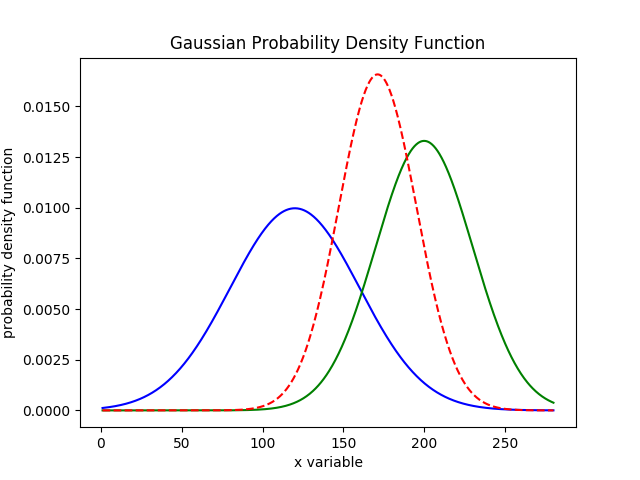 Gaussian Probability Density Function
probability density function
0.0150
0.0125
0.0100
0.0075
0.0050
0.0025
0.0000
0 50 100 150 200 250
x variable